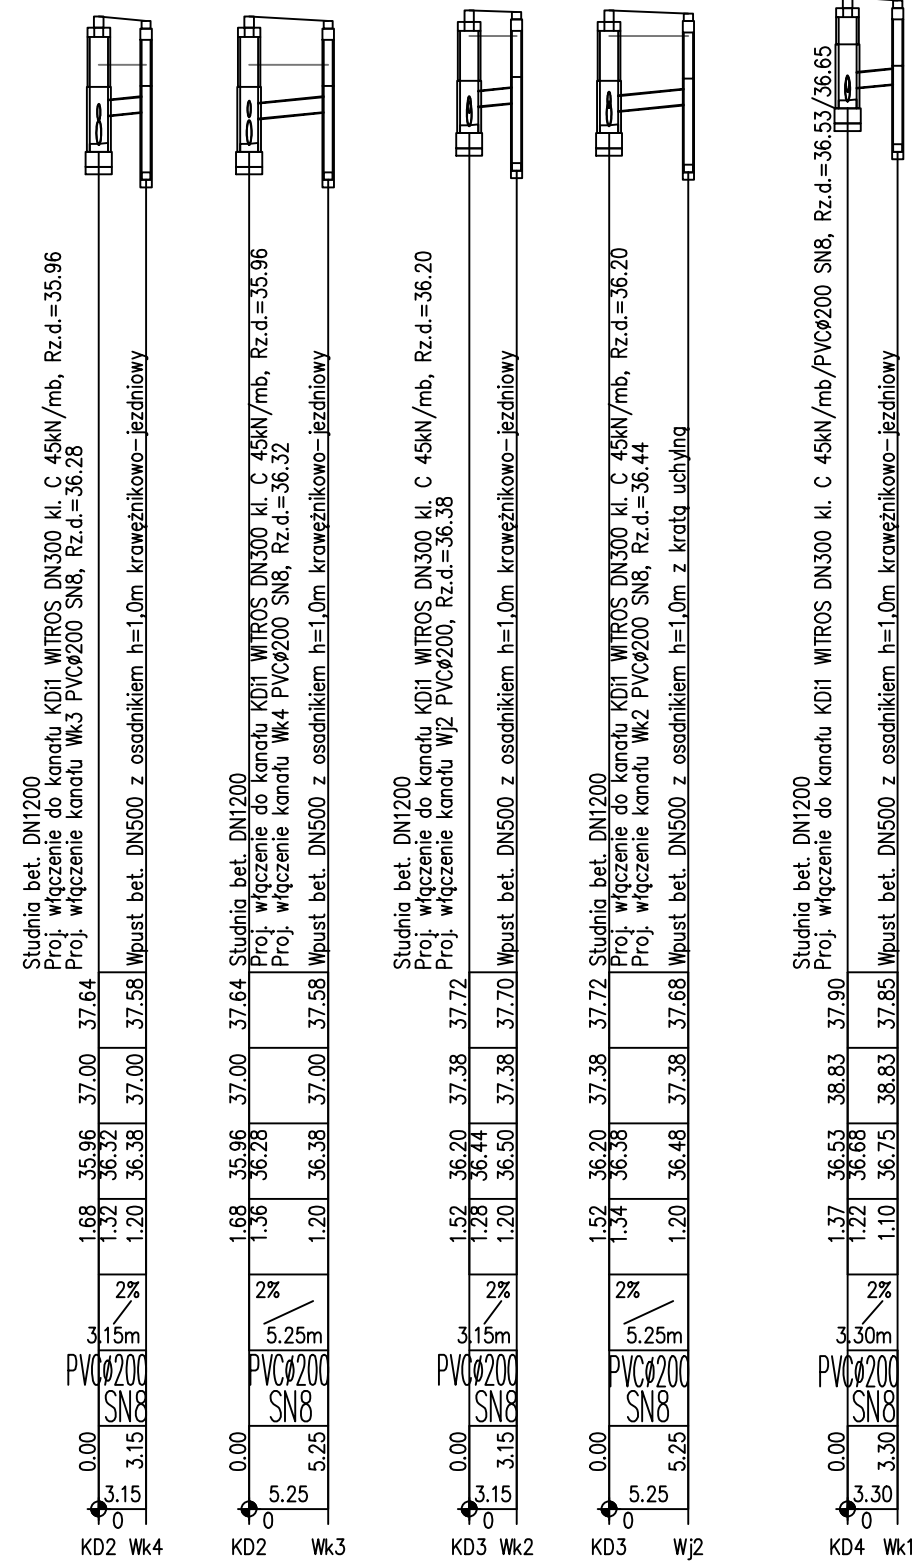 Studnia bet. DN1200
Proj. włączenie do kanału KDi1 WITROS DN300 kl. C 45kN/mb, Rz.d.=35.96
Proj. włączenie kanału Wk3 PVCø200 SN8, Rz.d.=36.28
Wpust bet. DN500 z osadnikiem h=1,0m krawężnikowo-jezdniowy
37.64
37.58
37.00
37.00
35.96
36.32
36.38
1.68
1.32
1.20
2%
3.15m
PVCø200
SN8
0.00
3.15
3.15
0
KD2 Wk4
Studnia bet. DN1200
Proj. włączenie do kanału KDi1 WITROS DN300 kl. C 45kN/mb, Rz.d.=35.96
Proj. włączenie kanału Wk4 PVCø200 SN8, Rz.d.=36.32
Wpust bet. DN500 z osadnikiem h=1,0m krawężnikowo-jezdniowy
37.64
37.58
37.00
37.00
35.96
36.28
36.38
1.68
1.36
1.20
2%
5.25m
PVCø200
SN8
0.00
5.25
5.25
0
KD2 Wk3
Studnia bet. DN1200
Proj. włączenie do kanału KDi1 WITROS DN300 kl. C 45kN/mb, Rz.d.=36.20
Proj. włączenie kanału Wj2 PVCø200, Rz.d.=36.38
Wpust bet. DN500 z osadnikiem h=1,0m krawężnikowo-jezdniowy
37.72
37.70
37.38
37.38
36.20
36.44
36.50
1.52
1.28
1.20
2%
3.15m
PVCø200
SN8
0.00
3.15
3.15
0
KD3 Wk2
Studnia bet. DN1200
Proj. włączenie do kanału KDi1 WITROS DN300 kl. C 45kN/mb, Rz.d.=36.20
Proj. włączenie kanału Wk2 PVCø200 SN8, Rz.d.=36.44
Wpust bet. DN500 z osadnikiem h=1,0m z kratą uchylną
37.72
37.68
37.38
37.38
36.20
36.38
36.48
1.52
1.34
1.20
2%
5.25m
PVCø200
SN8
0.00
5.25
5.25
0
KD3 Wj2
Studnia bet. DN1200
Proj. włączenie do kanału KDi1 WITROS DN300 kl. C 45kN/mb/PVCø200 SN8, Rz.d.=36.53/36.65
Wpust bet. DN500 z osadnikiem h=1,0m krawężnikowo-jezdniowy
37.90
37.85
38.83
38.83
36.53
36.68
36.75
1.37
1.22
1.10
2%
3.30m
PVCø200
SN8
0.00
3.30
3.30
0
KD4 Wk1